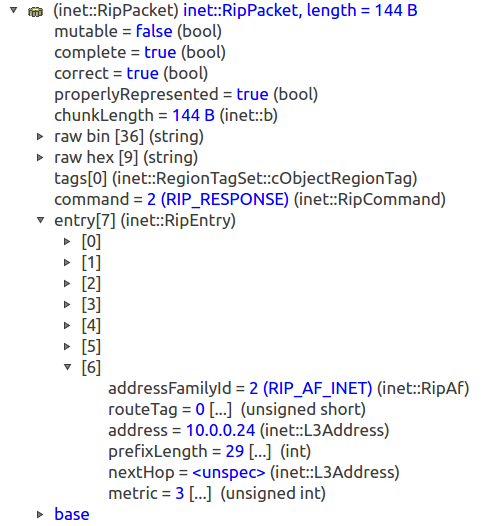 (inet::RipPacket) inet::RipPacket, length = 144 B
mutable = false (bool)
complete = true (bool)
correct = true (bool)
properlyRepresented = true (bool)
chunkLength = 144 B (inet::b)
raw bin [36] (string)
raw hex [9] (string)
tags[0] (inet::RegionTagSet::cObjectRegionTag)
command = 2 (RIP_RESPONSE) (inet::RipCommand)
entry[7] (inet::RipEntry)
[0]
[1]
[2]
[3]
[4]
[5]
[6]
addressFamilyId = 2 (RIP_AF_INET) (inet::RipAf)
routeTag = 0 [...] (unsigned short)
address = 10.0.0.24 (inet::L3Address)
prefixLength = 29 [...] (int)
nextHop = <unspec> (inet::L3Address)
metric = 3 [...] (unsigned int)
base